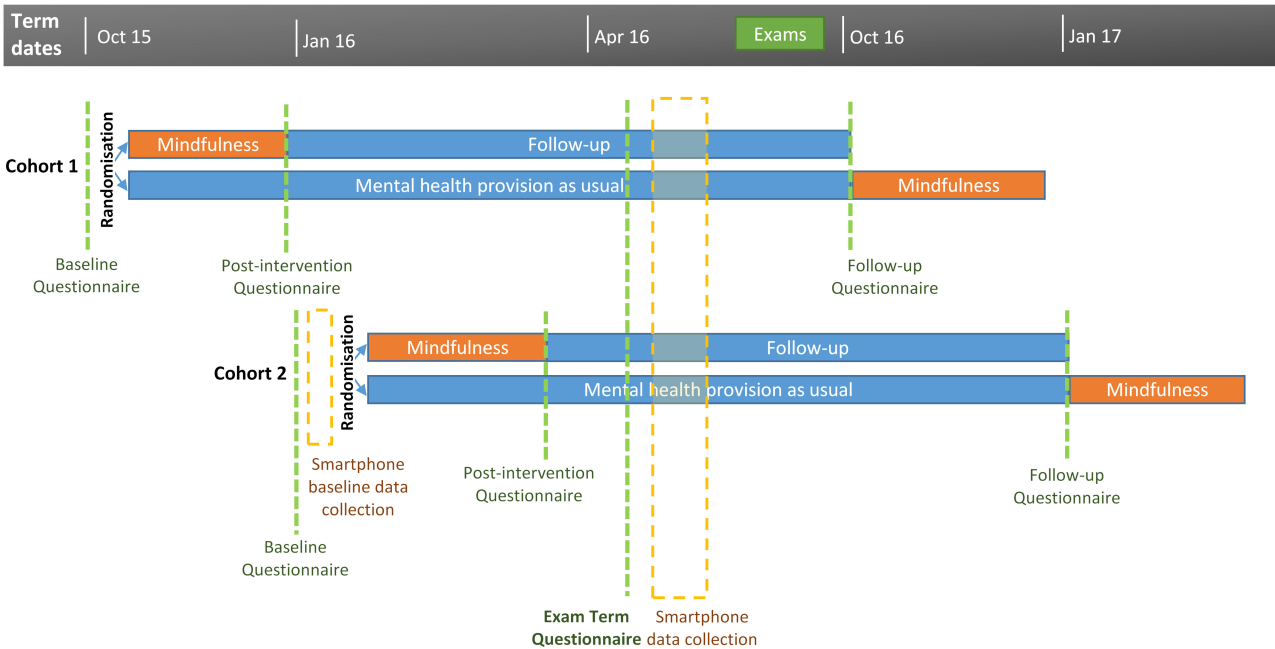 Term
dates
Oct 15
Jan 16
Apr 16
Exams
Oct 16
Jan 17
Cohort 1
Randomisation
Mindfulness
Follow-up
Mental health provision as usual
Mindfulness
Baseline
Questionnaire
Post-intervention
Questionnaire
Follow-up
Questionnaire
Cohort 2
Randomisation
Mindfulness
Follow-up
Mental health provision as usual
Mindfulness
Smartphone
baseline data
collection
Post-intervention
Questionnaire
Follow-up
Questionnaire
Baseline
Questionnaire
Exam Term
Questionnaire
Smartphone
data collection